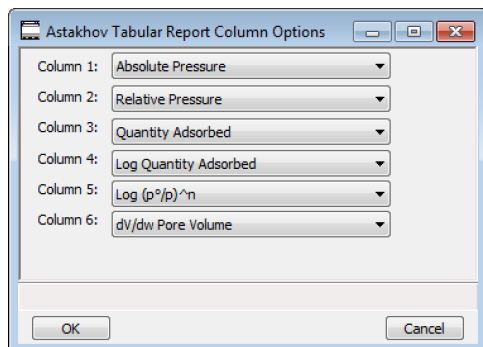 Astakhov Tabular Report Column Options
Column 1: Absolute Pressure
Column 2: Relative Pressure
Column 3: Quantity Adsorbed
Column 4: Log Quantity Adsorbed
Column 5: Log (p°/p)^n
Column 6: dV/dw Pore Volume
OK Cancel